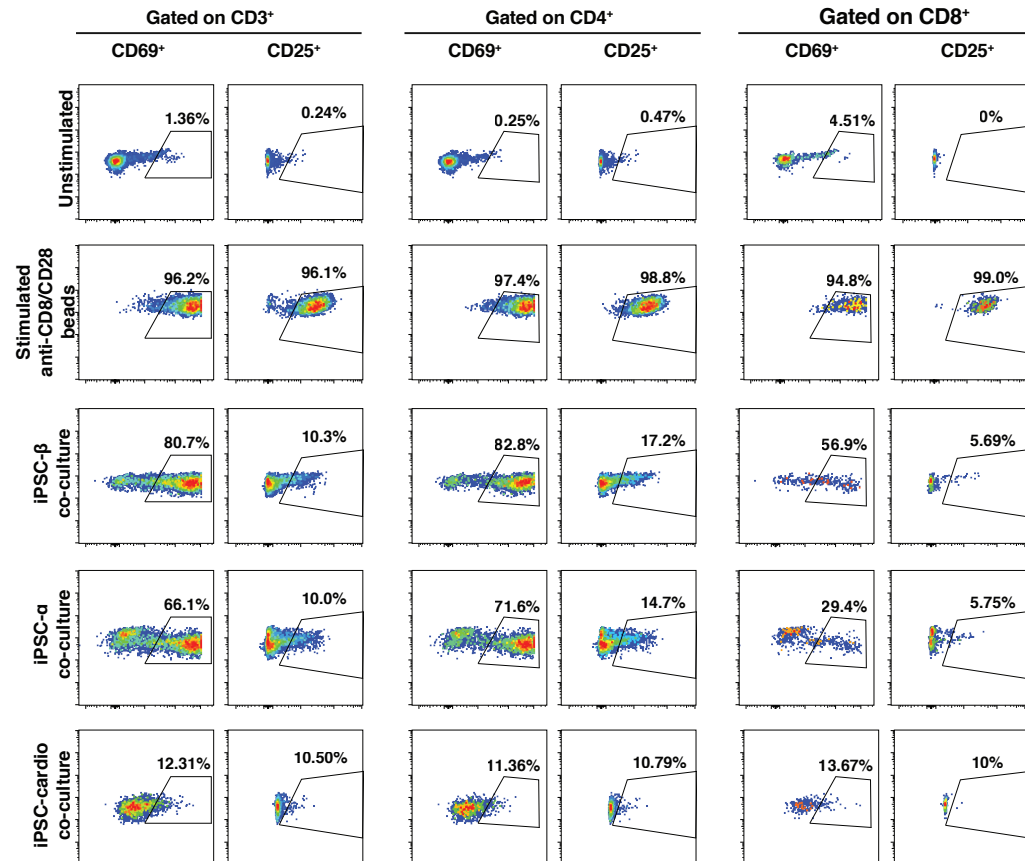 Gated on CD3⁺ Gated on CD4⁺ Gated on CD8⁺
CD69⁺ CD25⁺ CD69⁺ CD25⁺ CD69⁺ CD25⁺
Unstimulated
1.36% 0.24% 0.25% 0.47% 4.51% 0%
Stimulated
anti-CD8/CD28
beads
96.2% 96.1% 97.4% 98.8% 94.8% 99.0%
iPSC-β
co-culture
80.7% 10.3% 82.8% 17.2% 56.9% 5.69%
iPSC-α
co-culture
66.1% 10.0% 71.6% 14.7% 29.4% 5.75%
iPSC-cardio
co-culture
12.31% 10.50% 11.36% 10.79% 13.67% 10%